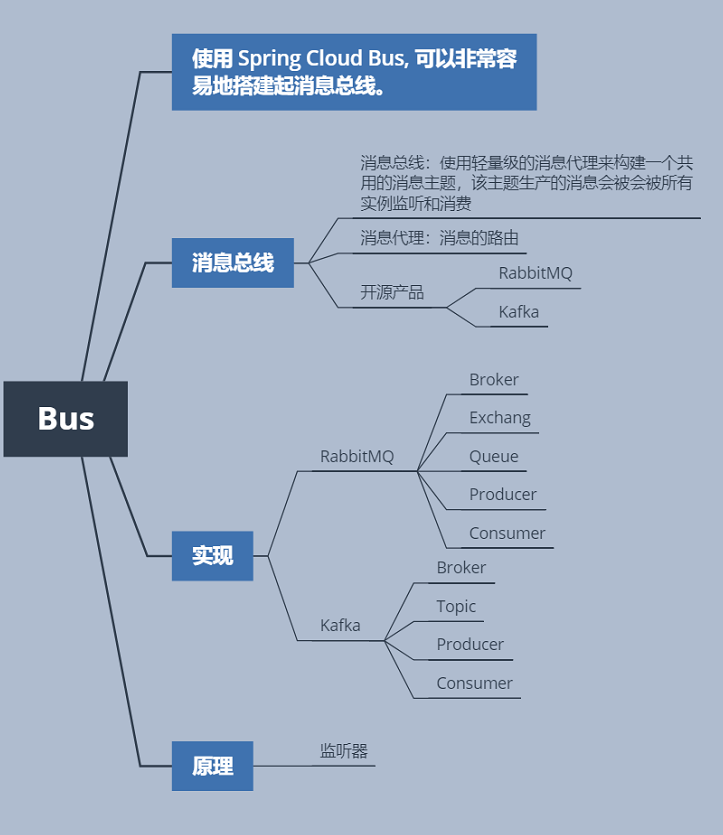 使用 Spring Cloud Bus, 可以非常容
易地搭建起消息总线。
消息总线：使用轻量级的消息代理来构建一个共
用的消息主题，该主题生产的消息会被会被所有
实例监听和消费
消息总线
消息代理：消息的路由
开源产品
RabbitMQ
Kafka
Bus
实现
RabbitMQ
Broker
Exchang
Queue
Producer
Consumer
Kafka
Broker
Topic
Producer
Consumer
原理
监听器